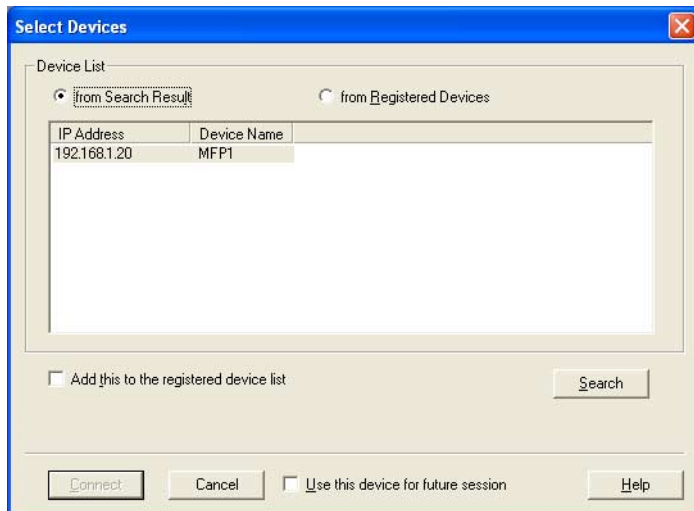 Select Devices
Device List
from Search Result from Registered Devices
IP Address Device Name
192.168.1.20 MFP1
Add this to the registered device list Search
Connect Cancel Use this device for future session Help